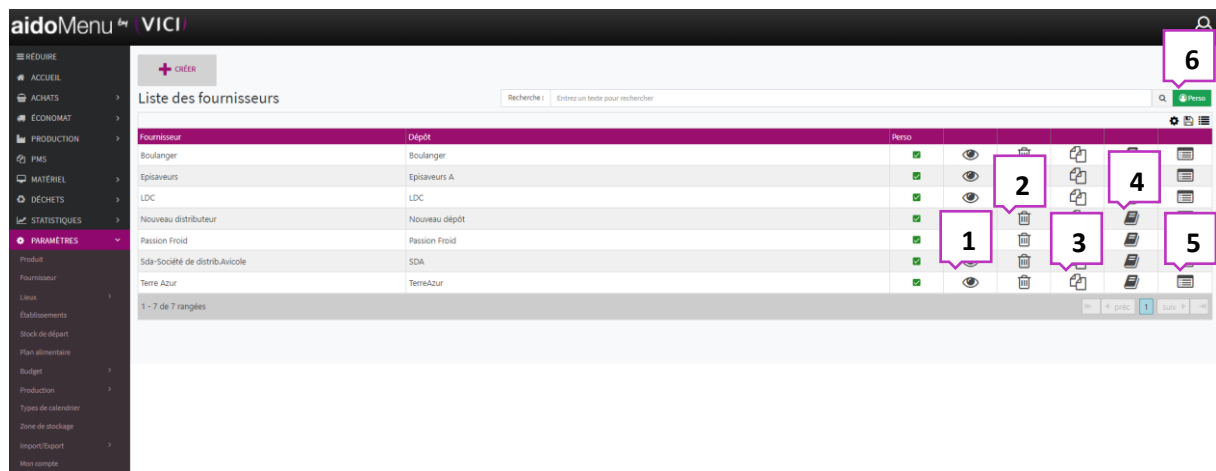 aidoMenu by (VICI)
RÉDUIRE
ACCUEIL
ACHATS
ÉCONOMAT
PRODUCTION
PMS
MATÉRIEL
DÉCHETS
STATISTIQUES
PARAMÈTRES
Produit
Fournisseur
Lieux
Établissements
Stock de départ
Plan alimentaire
Budget
Production
Types de calendrier
Zone de stockage
Import/Export
Mon compte
CRÉER
6
Liste des fournisseurs
Recherche : Entrez un texte pour rechercher
Perso
Fournisseur Dépôt Perso
Boulanger Boulanger
Episaveurs Episaveurs A
LDC LDC
Nouveau distributeur Nouveau dépôt
Passion Froid Passion Froid
Sda-Société de distrib.Avicole SDA
Terre Azur TerreAzur
2 4
1 3 5
1 - 7 de 7 rangées préc 1 suiv